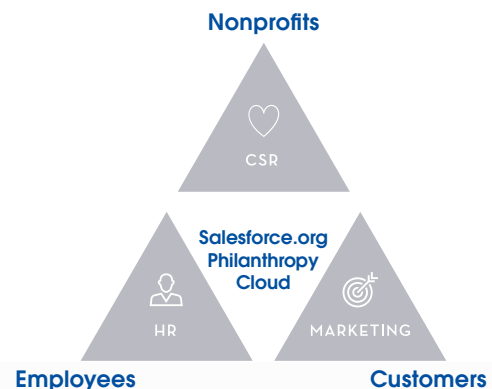 Nonprofits
CSR
Salesforce.org
Philanthropy
Cloud
HR
MARKETING
Employees
Customers